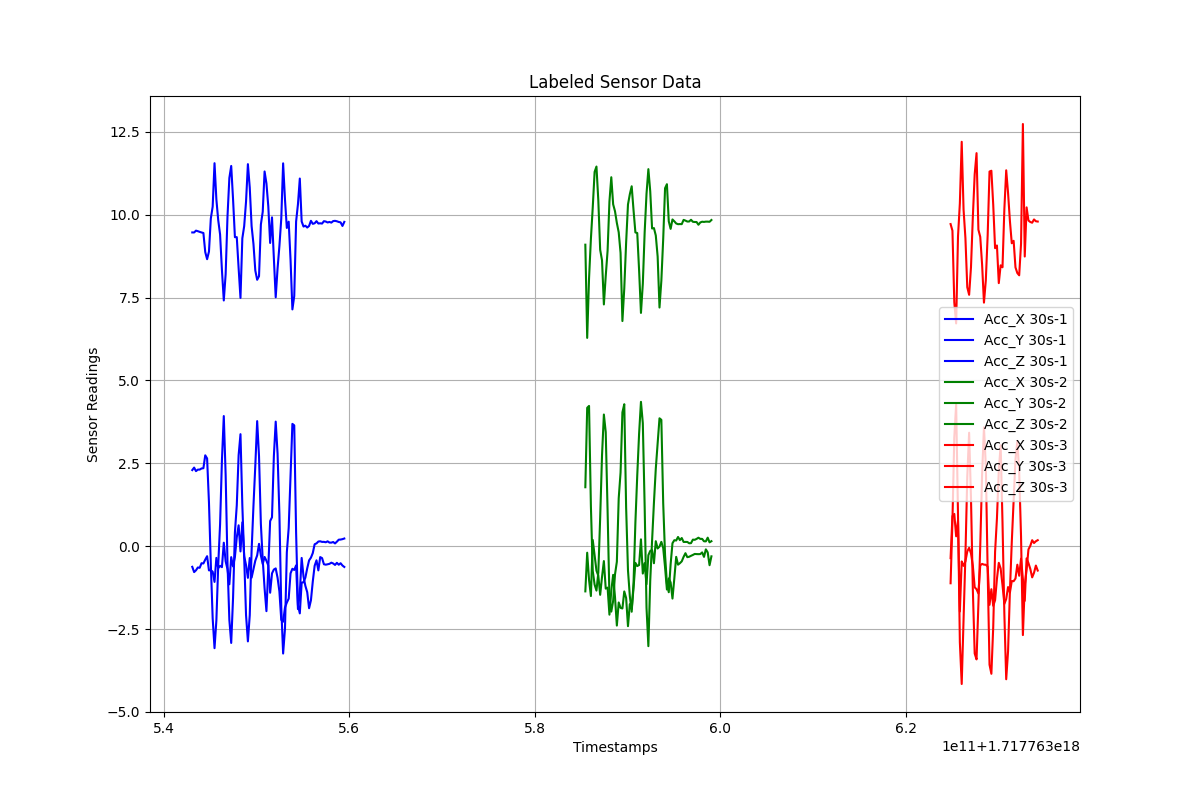 Labeled Sensor Data
Sensor Readings
12.5
10.0
7.5
5.0
2.5
0.0
−2.5
−5.0
Acc_X 30s-1
Acc_Y 30s-1
Acc_Z 30s-1
Acc_X 30s-2
Acc_Y 30s-2
Acc_Z 30s-2
Acc_X 30s-3
Acc_Y 30s-3
Acc_Z 30s-3
5.4 5.6 5.8 6.0 6.2
Timestamps
1e11+1.717763e18